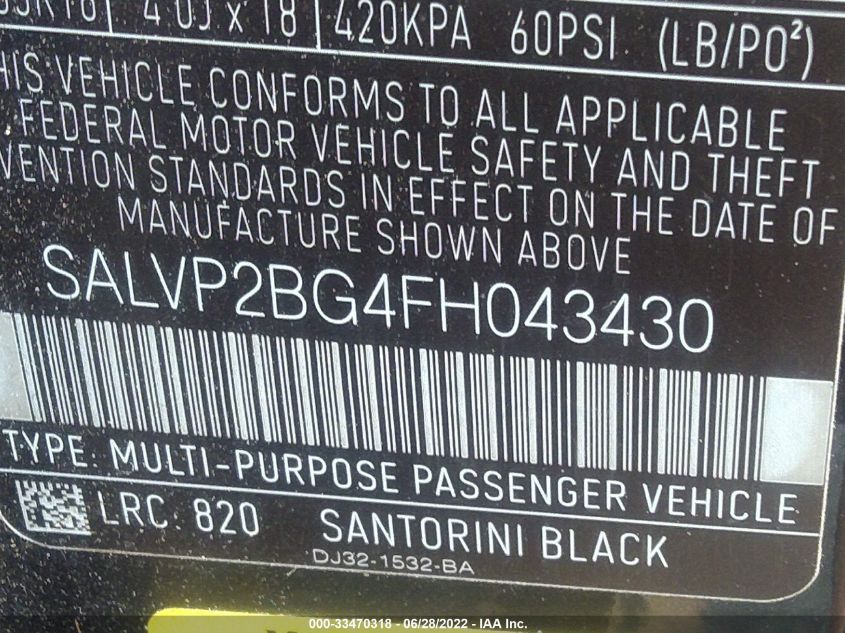 4.0J x 18 420KPA 60PSI (LB/PO²)
THIS VEHICLE CONFORMS TO ALL APPLICABLE
FEDERAL MOTOR VEHICLE SAFETY AND THEFT
VENTION STANDARDS IN EFFECT ON THE DATE OF
MANUFACTURE SHOWN ABOVE
SALVP2BG4FH043430
TYPE: MULTI-PURPOSE PASSENGER VEHICLE
LRC: 820 SANTORINI BLACK
DJ32-1532-BA
000-33470318 - 06/28/2022 - IAA Inc.